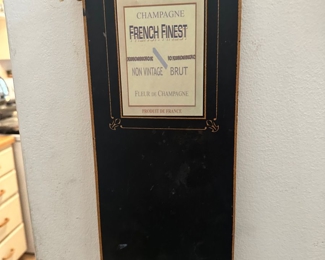 CHAMPAGNE
FRENCH FINEST
NON VINTAGE BRUT
FLEUR DE CHAMPAGNE
PRODUIT DE FRANCE